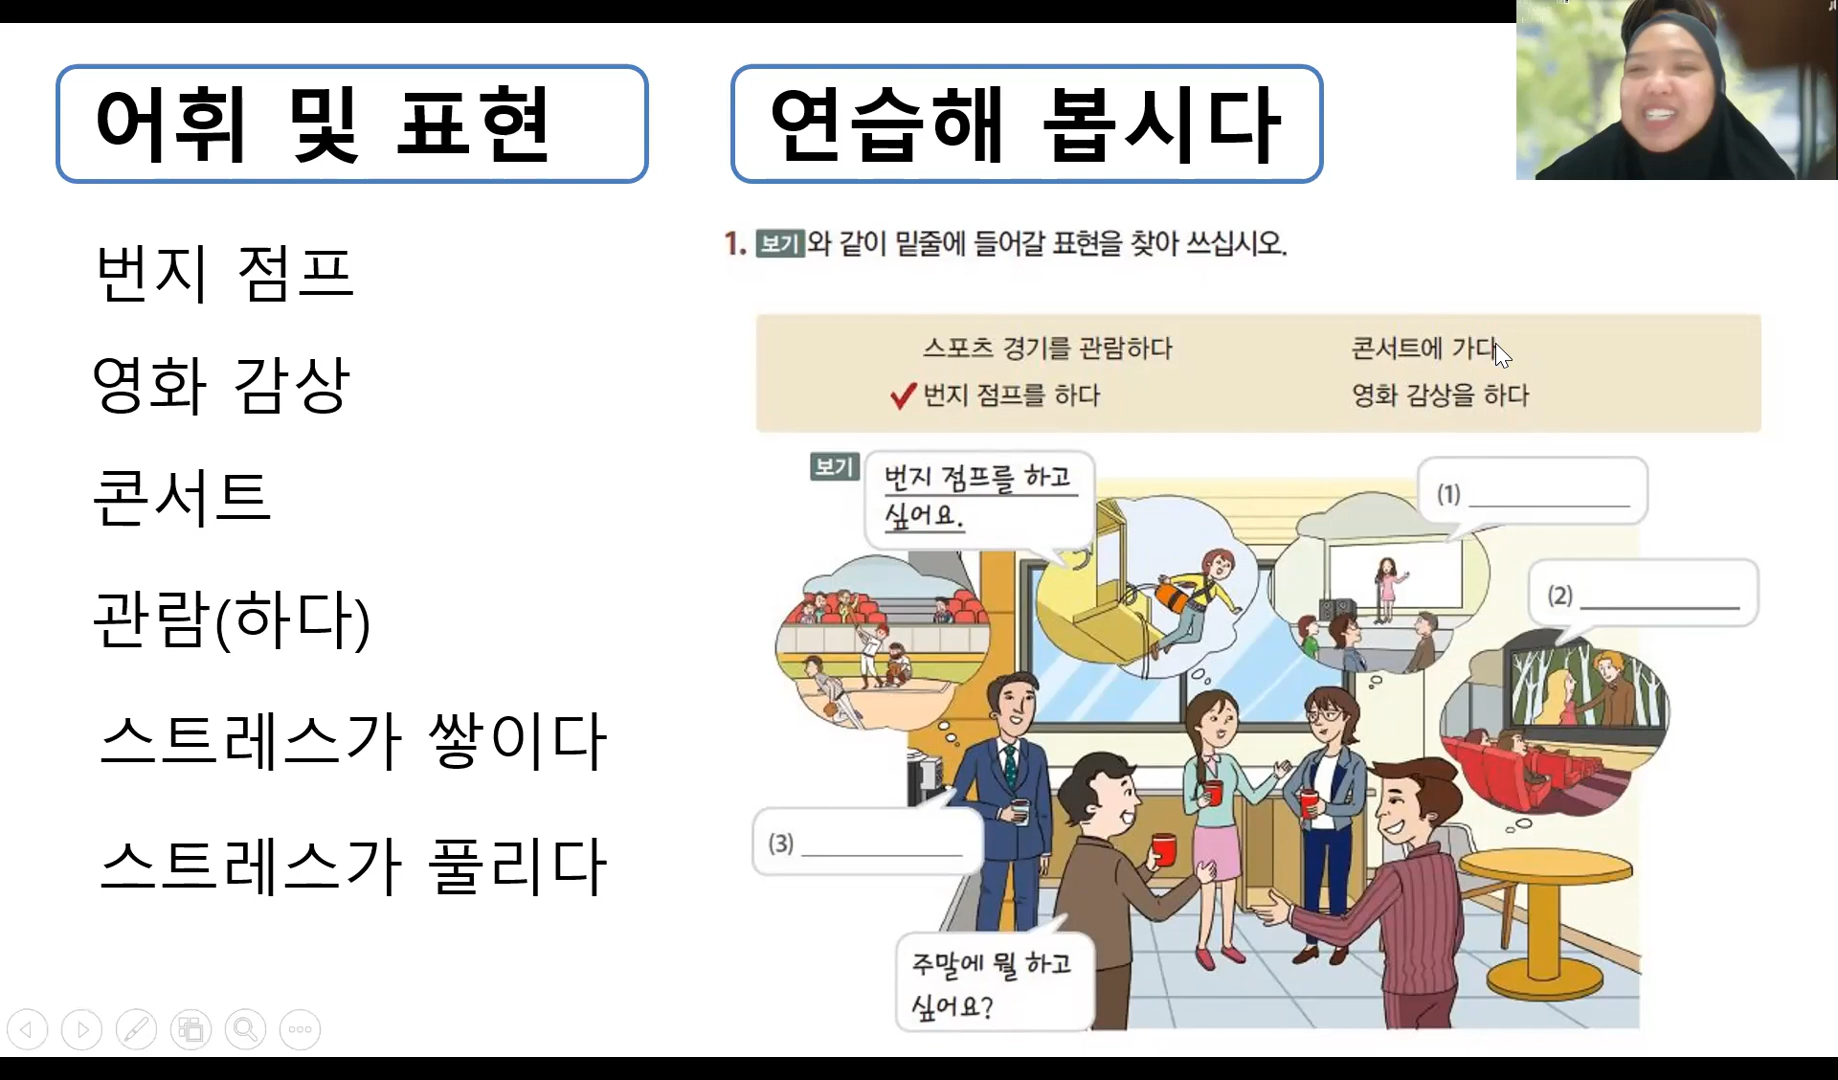 어휘 및 표현
번지 점프
영화 감상
콘서트
관람(하다)
스트레스가 쌓이다
스트레스가 풀리다
연습해 봅시다
1. 보기와 같이 밑줄에 들어갈 표현을 찾아 쓰십시오.
스포츠 경기를 관람하다 콘서트에 가다
✓ 번지 점프를 하다 영화 감상을 하다
보기
번지 점프를 하고
싶어요.
(1) ____________
(2) ____________
(3) ____________
주말에 뭘 하고
싶어요?